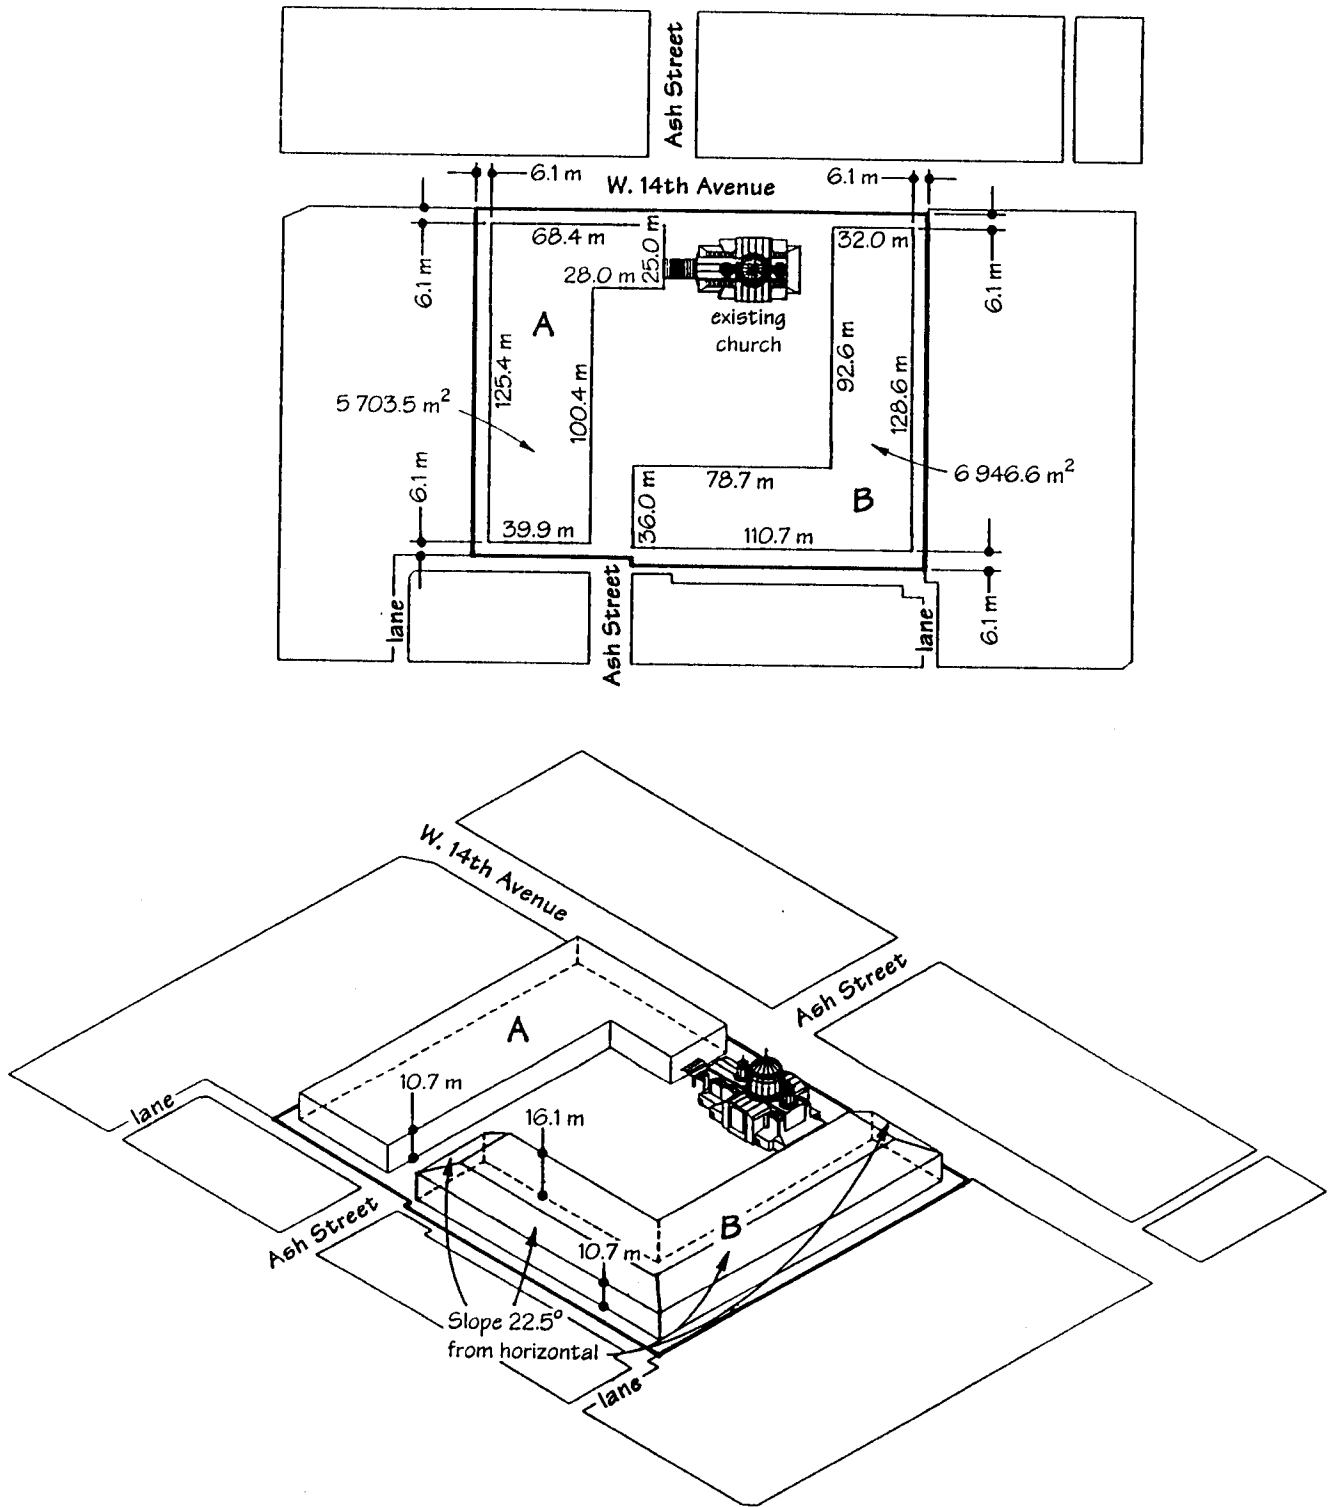 Ash Street
6.1 m
W. 14th Avenue
6.1 m
68.4 m
25.0 m
32.0 m
6.1 m
28.0 m
6.1 m
existing
church
A
125.4 m
92.6 m
5 703.5 m²
100.4 m
128.6 m
6.1 m
78.7 m
6 946.6 m²
39.9 m
36.0 m
B
110.7 m
lane
Ash Street
lane
6.1 m
W. 14th Avenue
Ash Street
A
10.7 m
lane
16.1 m
Ash Street
B
10.7 m
Slope 22.5°
from horizontal
lane